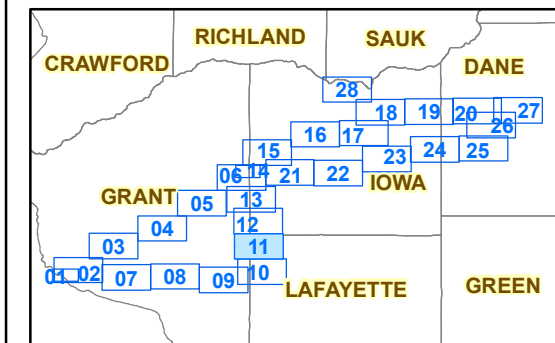 RICHLAND
SAUK
CRAWFORD
DANE
28
18 19 20 27
16 17
26
15
23 24 25
06 14 21 22
IOWA
GRANT
05 13
04 12
03 11
01 02 07 08 09 10
LAFAYETTE
GREEN